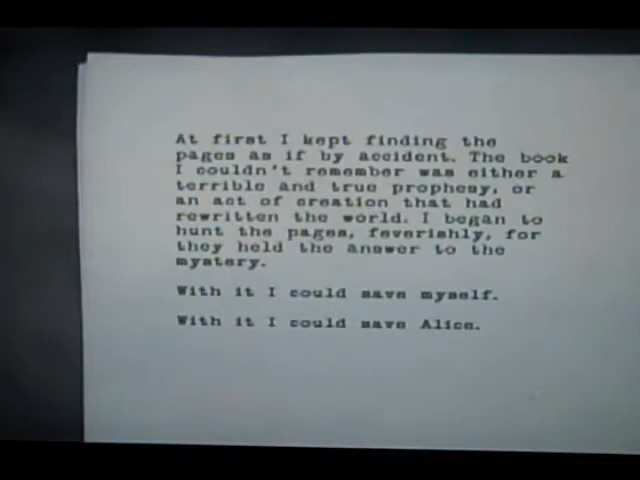 At first I kept finding the
pages as if by accident. The book
I couldn't remember was either a
terrible and true prophesy, or
an act of creation that had
rewritten the world. I began to
hunt the pages, feverishly, for
they held the answer to the
mystery.
With it I could save myself.
With it I could save Alice.